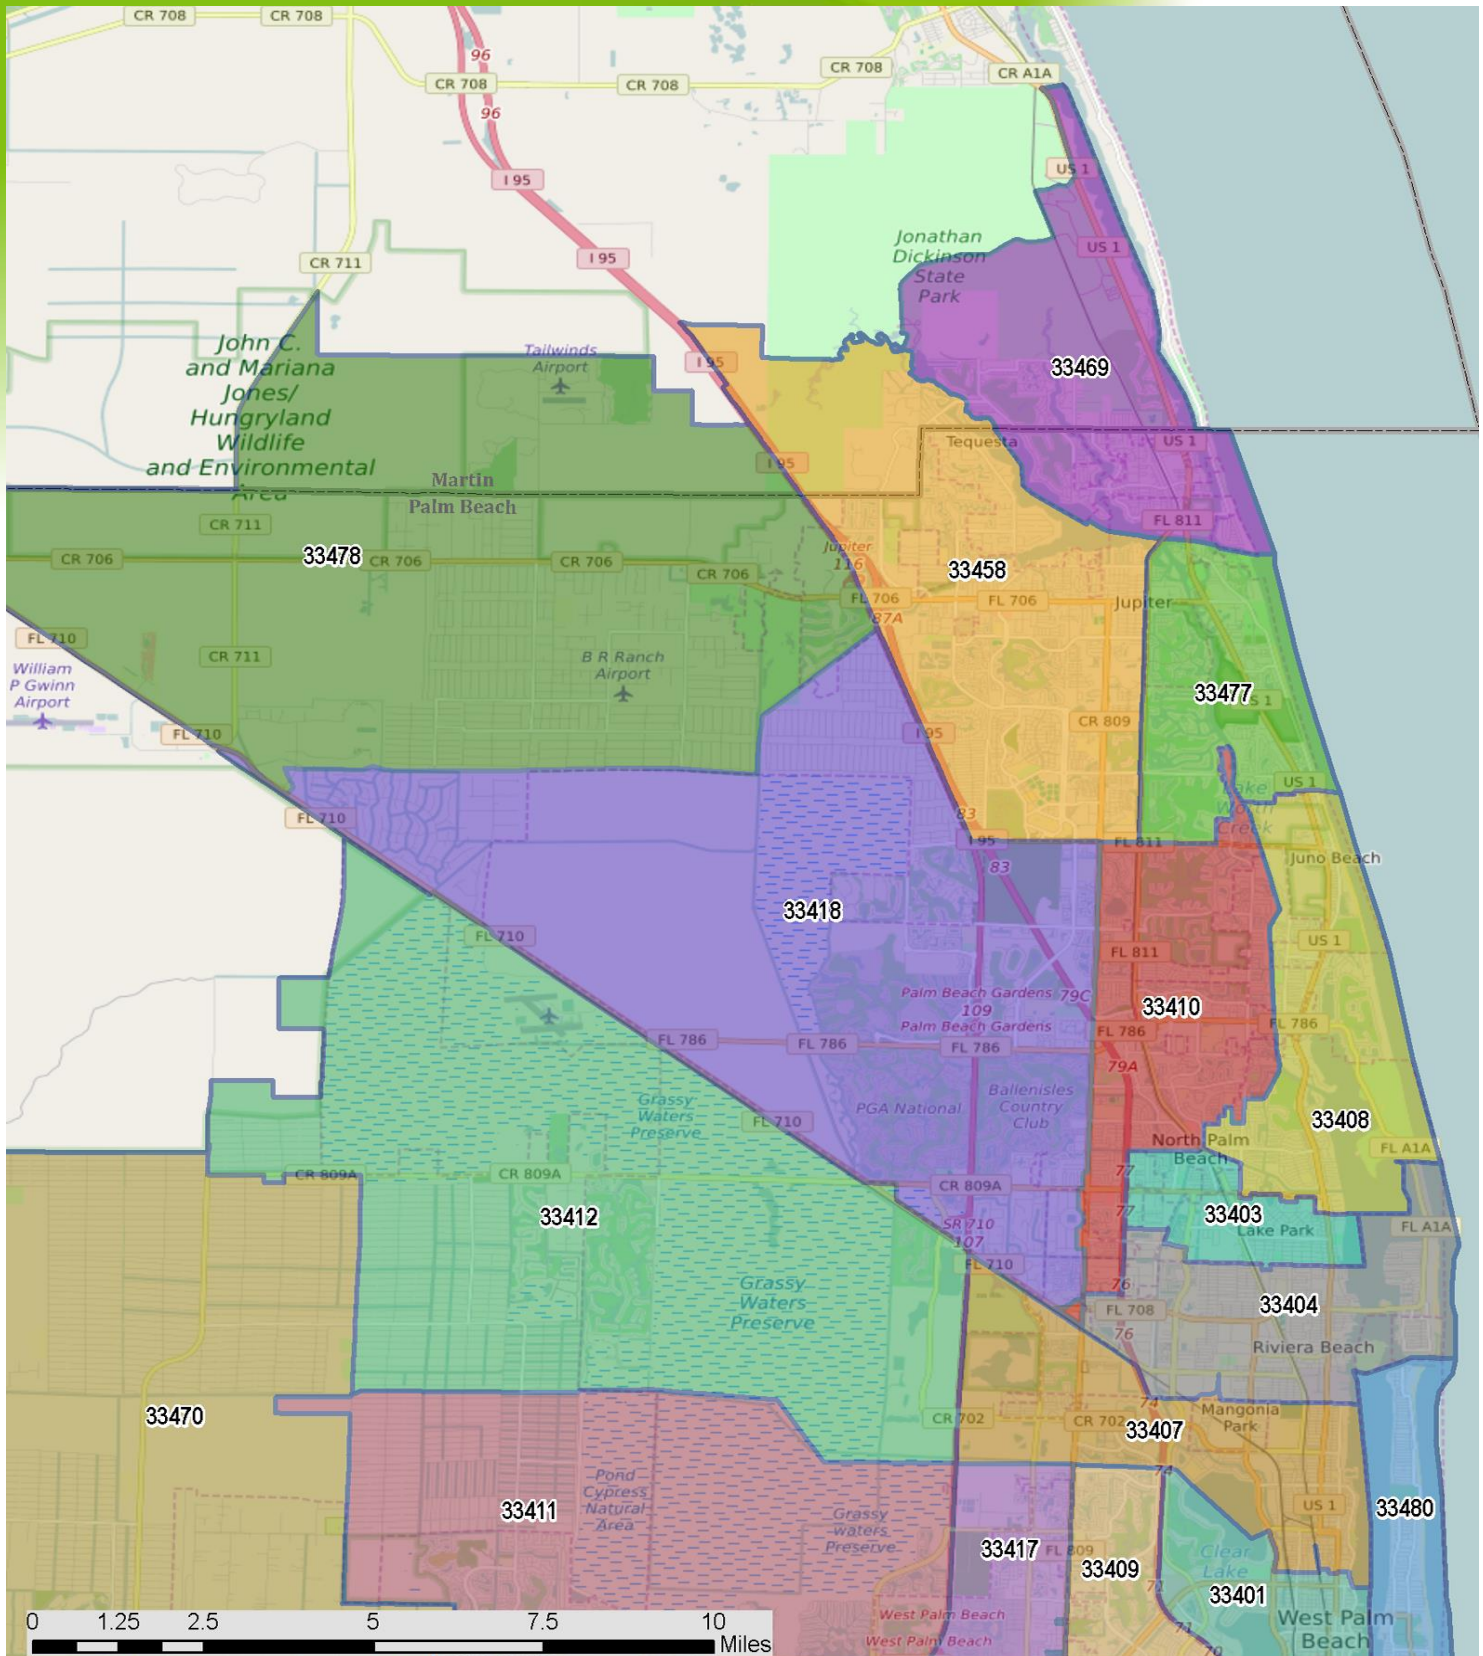 CR 708
CR 708
CR 708
96
CR 708
CR 708
CR A1A
96
US 1
I 95
Jonathan
Dickinson
State
Park
US 1
I 95
CR 711
John C.
and Mariana
Jones/
Hungryland
Wildlife
and Environmental
Area
Tailwinds
Airport
I 95
33469
Tequesta
US 1
I 95
Martin
Palm Beach
CR 711
FL 811
CR 706
33478
CR 706
CR 706
CR 706
Jupiter
116
33458
FL 706
87A
FL 706
Jupiter
FL 710
William
P Gwinn
Airport
CR 711
B R Ranch
Airport
33477
S 1
FL 710
I 95
CR 809
US 1
Lake
Worth
Creek
FL 710
83
I 95
FL 811
Juno Beach
83
33418
FL 710
FL 811
US 1
Palm Beach Gardens
109
Palm Beach Gardens
79C
33410
FL 786
FL 786
FL 786
FL 786
FL 786
79A
Grassy
Waters
Preserve
FL 710
PGA National
Ballenisles
Country
Club
33408
North Palm
Beach
FL A1A
CR 809A
CR 809A
CR 809A
77
33412
SR 710
107
77
33403
Lake Park
FL A1A
FL 710
Grassy
Waters
Preserve
76
FL 708
33404
76
Riviera Beach
33470
CR 702
CR 702
74
33407
Mangonia
Park
74
33411
Pond
Cypress
Natural
Area
Grassy
waters
Preserve
US 1
33480
33417
FL 809
33409
Clear
Lake
71
33401
West Palm Beach
West Palm Beach
71
70
West Palm
Beach
0 1.25 2.5 5 7.5 10
Miles